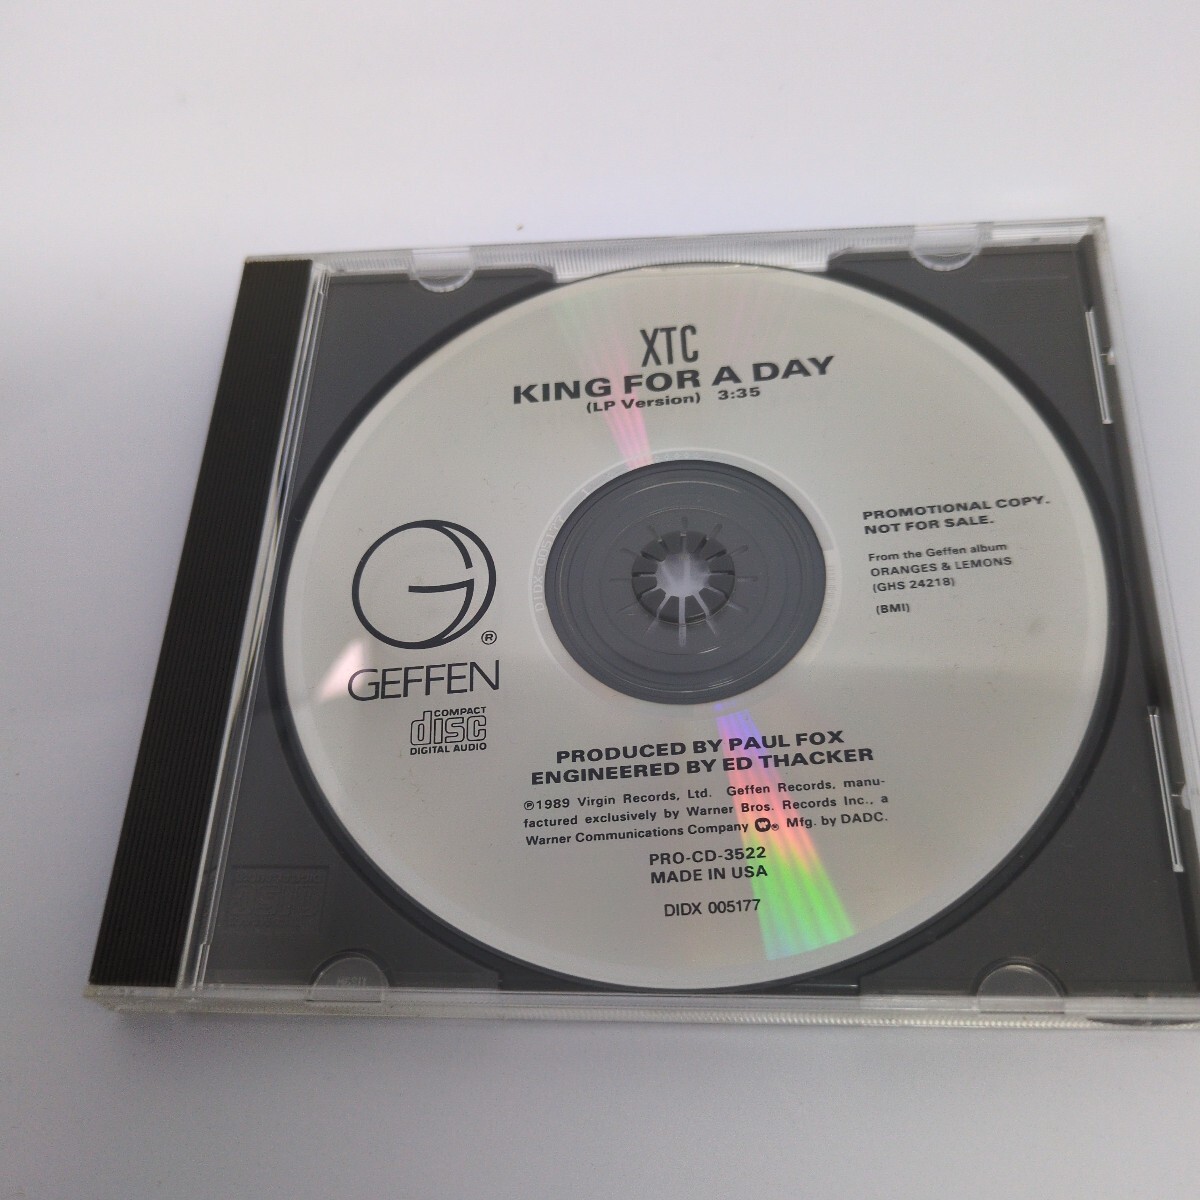 XTC
KING FOR A DAY
(LP Version) 3:35
PROMOTIONAL COPY.
NOT FOR SALE.
From the Geffen album
ORANGES & LEMONS
(GHS 24218)
(BMI)
G
®
GEFFEN
COMPACT
disc
DIGITAL AUDIO
PRODUCED BY PAUL FOX
ENGINEERED BY ED THACKER
℗1989 Virgin Records, Ltd. Geffen Records, manu-
factured exclusively by Warner Bros. Records Inc., a
Warner Communications Company ® Mfg. by DADC.
PRO-CD-3522
MADE IN USA
DIDX 005177